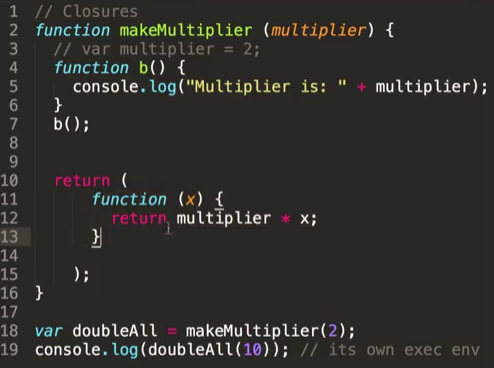 1 // Closures
2 function makeMultiplier (multiplier) {
3   // var multiplier = 2;
4   function b() {
5     console.log("Multiplier is: " + multiplier);
6   }
7   b();
8
9
10   return (
11       function (x) {
12         return multiplier * x;
13       }
14
15     );
16 }
17
18 var doubleAll = makeMultiplier(2);
19 console.log(doubleAll(10)); // its own exec env